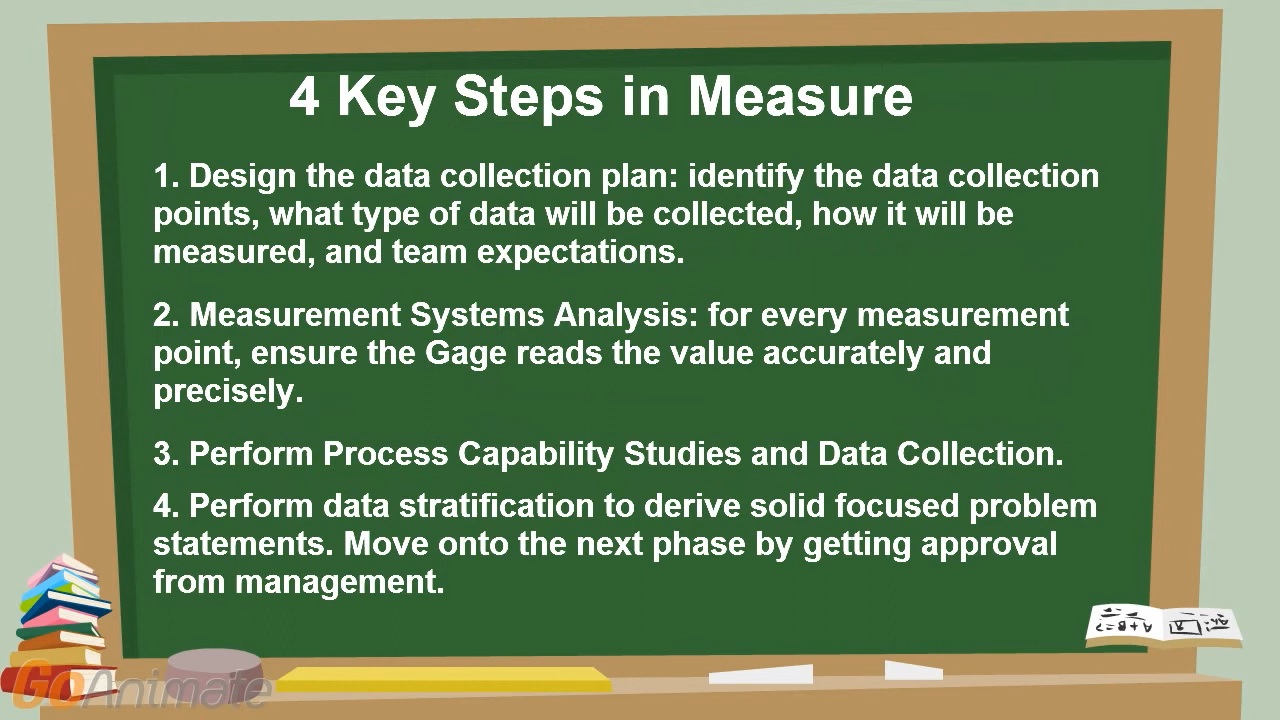 4 Key Steps in Measure
1. Design the data collection plan: identify the data collection
points, what type of data will be collected, how it will be
measured, and team expectations.
2. Measurement Systems Analysis: for every measurement
point, ensure the Gage reads the value accurately and
precisely.
3. Perform Process Capability Studies and Data Collection.
4. Perform data stratification to derive solid focused problem
statements. Move onto the next phase by getting approval
from management.
GoAnimate